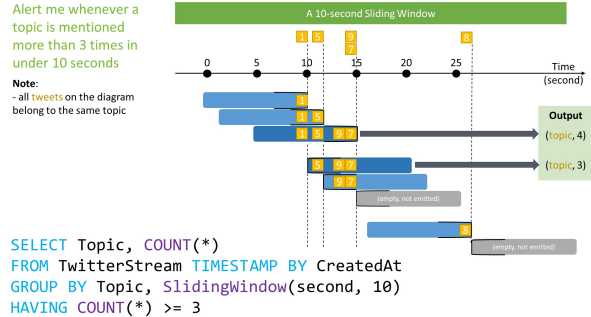 Alert me whenever a
topic is mentioned
more than 3 times in
under 10 seconds
Note:
- all tweets on the diagram
belong to the same topic
A 10-second Sliding Window
1 5 9 8
7
0 5 10 15 20 25
Time
(second)
1
1 5
1 5 9 7
5 9 7
9 7
(empty, not emitted)
8
(empty, not emitted)
Output
(topic, 4)
(topic, 3)
SELECT Topic, COUNT(*)
FROM TwitterStream TIMESTAMP BY CreatedAt
GROUP BY Topic, SlidingWindow(second, 10)
HAVING COUNT(*) >= 3